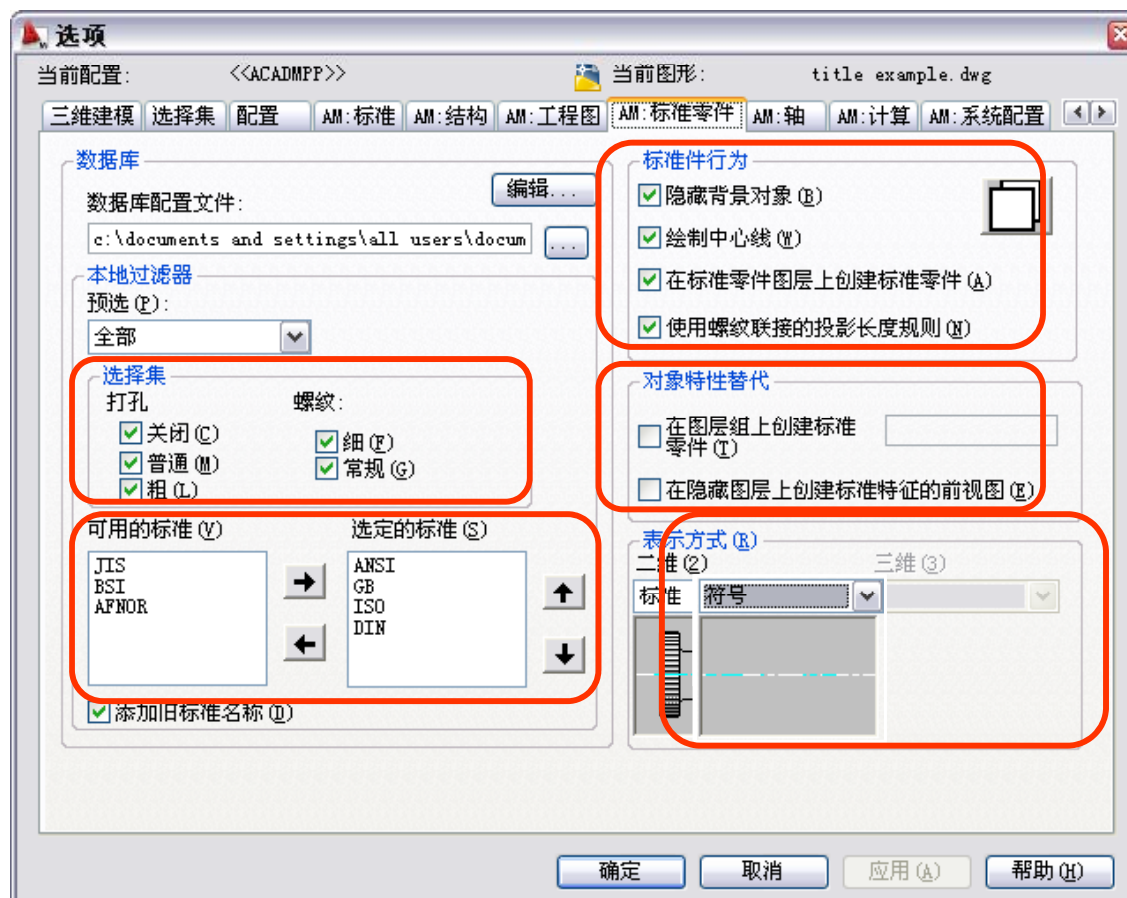 选项
当前配置: <<ACADMPP>> 当前图形: title example.dwg
三维建模 选择集 配置 AM:标准 AM:结构 AM:工程图 AM:标准零件 AM:轴 AM:计算 AM:系统配置
数据库
编辑...
数据库配置文件:
c:\documents and settings\all users\docum ...
本地过滤器
预选(P):
全部
选择集
打孔 螺纹:
关闭(C)
细(F)
普通(M)
常规(G)
粗(L)
可用的标准(V) 选定的标准(S)
JIS
BSI
AFNOR
ANSI
GB
ISO
DIN
添加旧标准名称(D)
标准件行为
隐藏背景对象(B)
绘制中心线(W)
在标准零件图层上创建标准零件(A)
使用螺纹联接的投影长度规则(N)
对象特性替代
在图层组上创建标准
零件(T)
在隐藏图层上创建标准特征的前视图(E)
表示方式(R)
二维(2) 三维(3)
标准 符号
确定 取消 应用(A) 帮助(H)